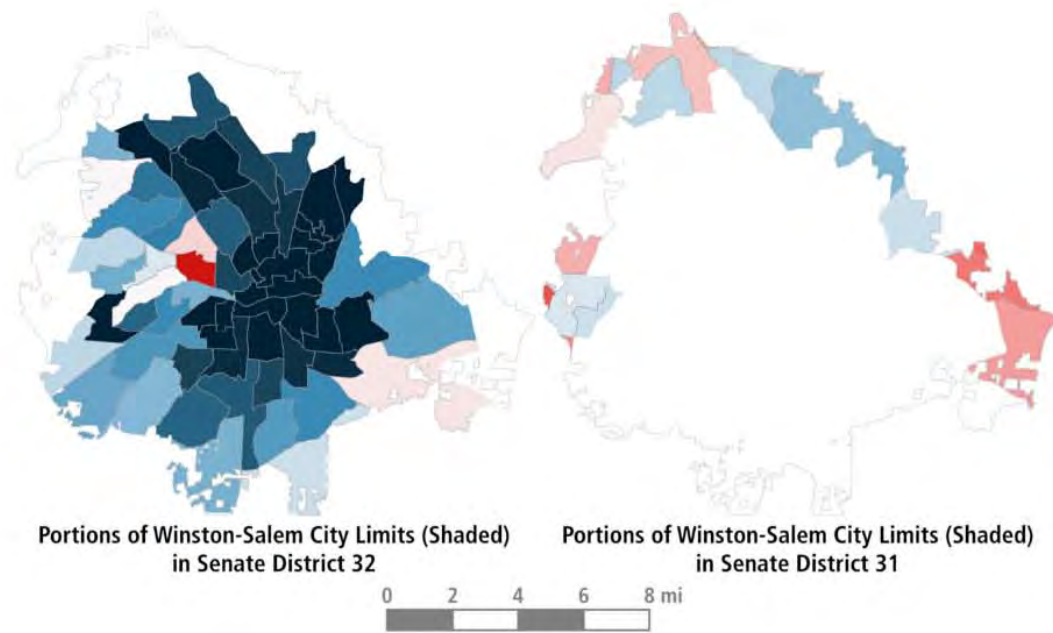 Portions of Winston-Salem City Limits (Shaded)
in Senate District 32
Portions of Winston-Salem City Limits (Shaded)
in Senate District 31
0 2 4 6 8 mi